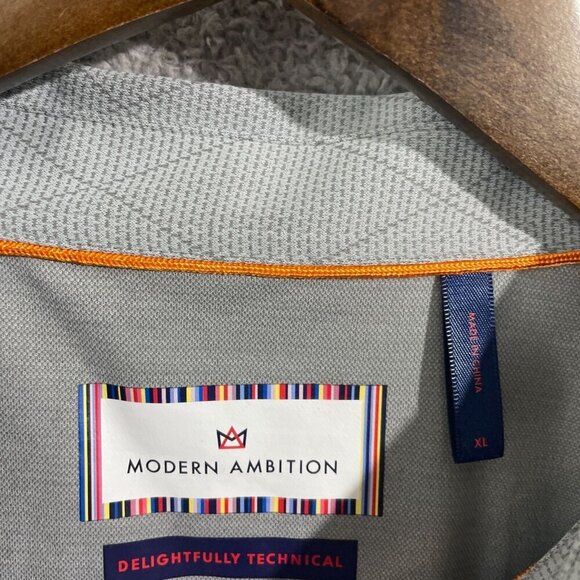 MADE IN CHINA
XL
MODERN AMBITION
DELIGHTFULLY TECHNICAL